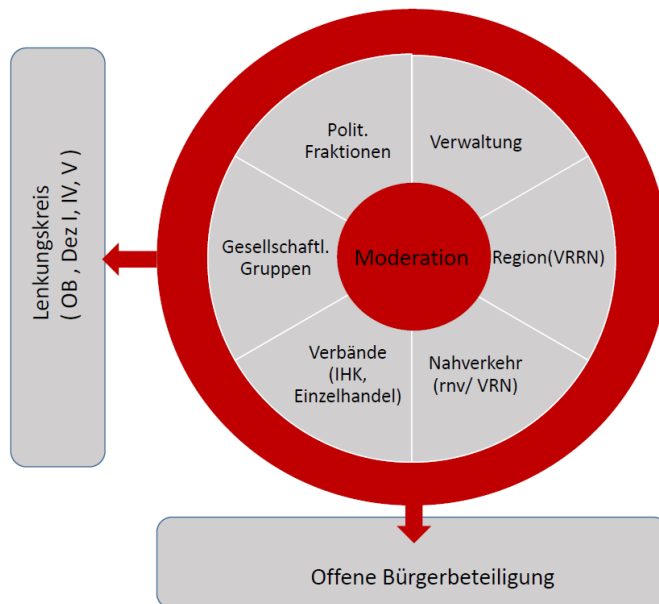 Lenkungskreis
( OB , Dez I, IV, V)
Polit.
Fraktionen
Verwaltung
Gesellschaftl.
Gruppen
Moderation
Region(VRRN)
Verbände
(IHK,
Einzelhandel)
Nahverkehr
(rnv/ VRN)
Offene Bürgerbeteiligung